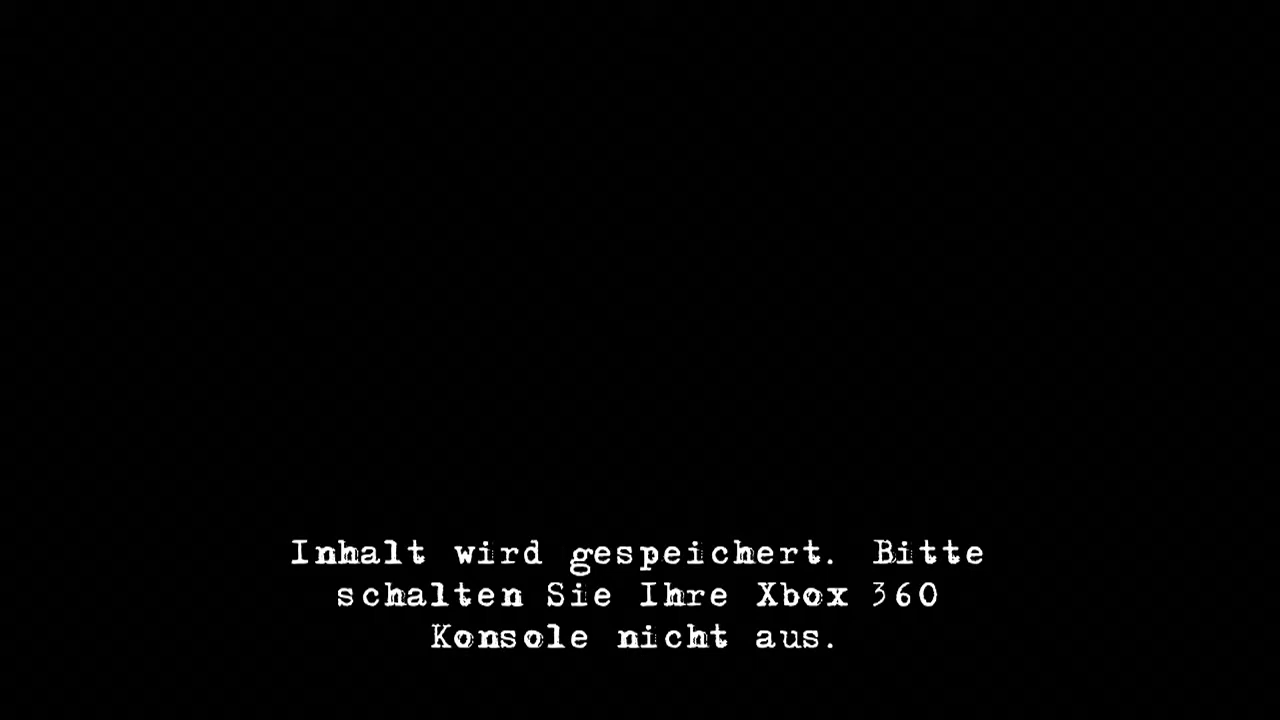 Inhalt wird gespeichert. Bitte
schalten Sie Ihre Xbox 360
Konsole nicht aus.